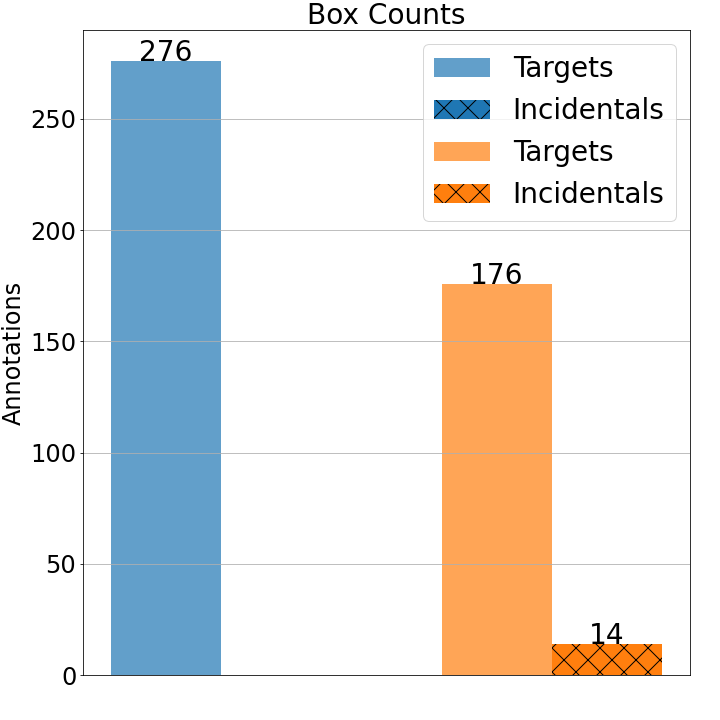 Box Counts
276
Targets
Incidentals
Targets
Incidentals
250
200
176
150
Annotations
100
50
14
0